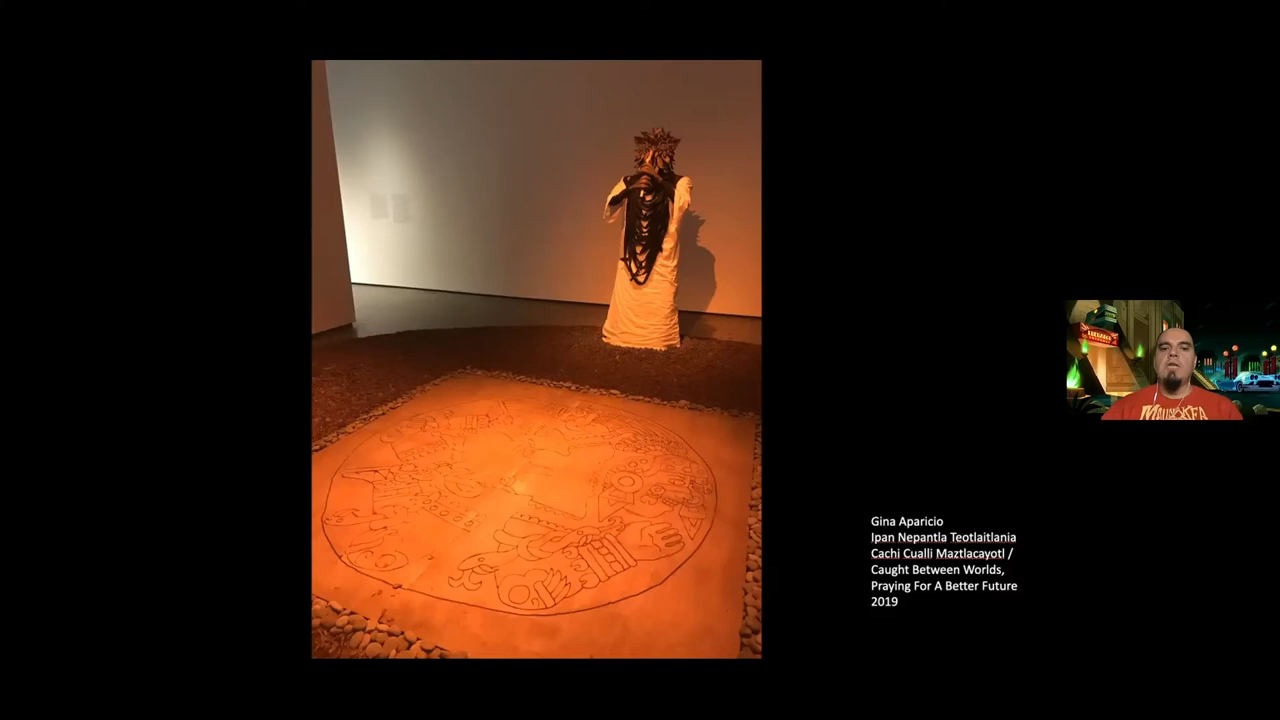 Gina Aparicio
Ipan Nepantla Teotlaitlania
Cachi Cualli Maztlacayotl /
Caught Between Worlds,
Praying For A Better Future
2019